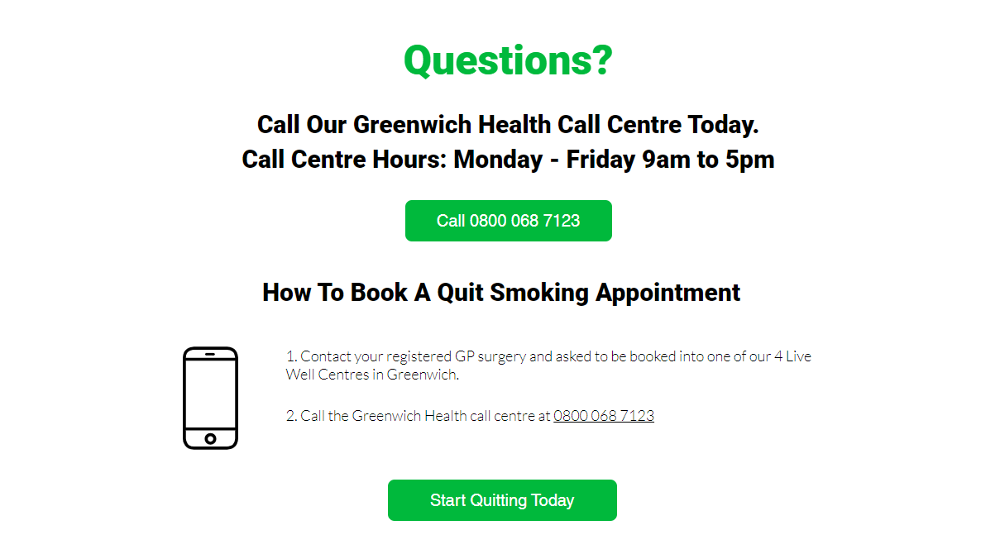 Questions?
Call Our Greenwich Health Call Centre Today.
Call Centre Hours: Monday - Friday 9am to 5pm
Call 0800 068 7123
How To Book A Quit Smoking Appointment
1. Contact your registered GP surgery and asked to be booked into one of our 4 Live
Well Centres in Greenwich.
2. Call the Greenwich Health call centre at 0800 068 7123
Start Quitting Today